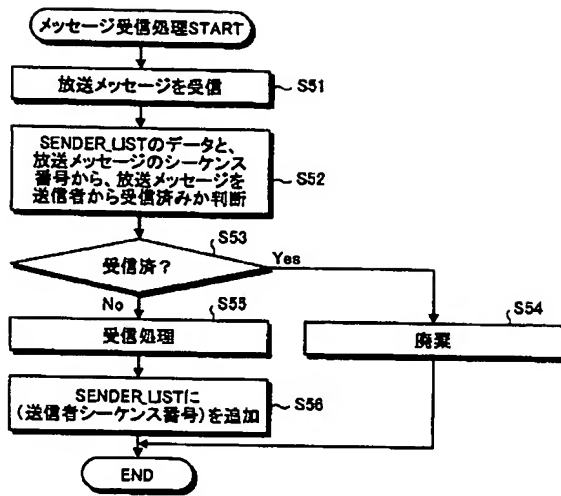 メッセージ受信処理START
放送メッセージを受信
S51
SENDER_LISTのデータと、
放送メッセージのシーケンス
番号から、放送メッセージを
送信者から受信済みか判断
S52
S53
受信済?
Yes
No
S55
受信処理
S54
廃棄
SENDER_LISTに
(送信者シーケンス番号)を追加
S56
END